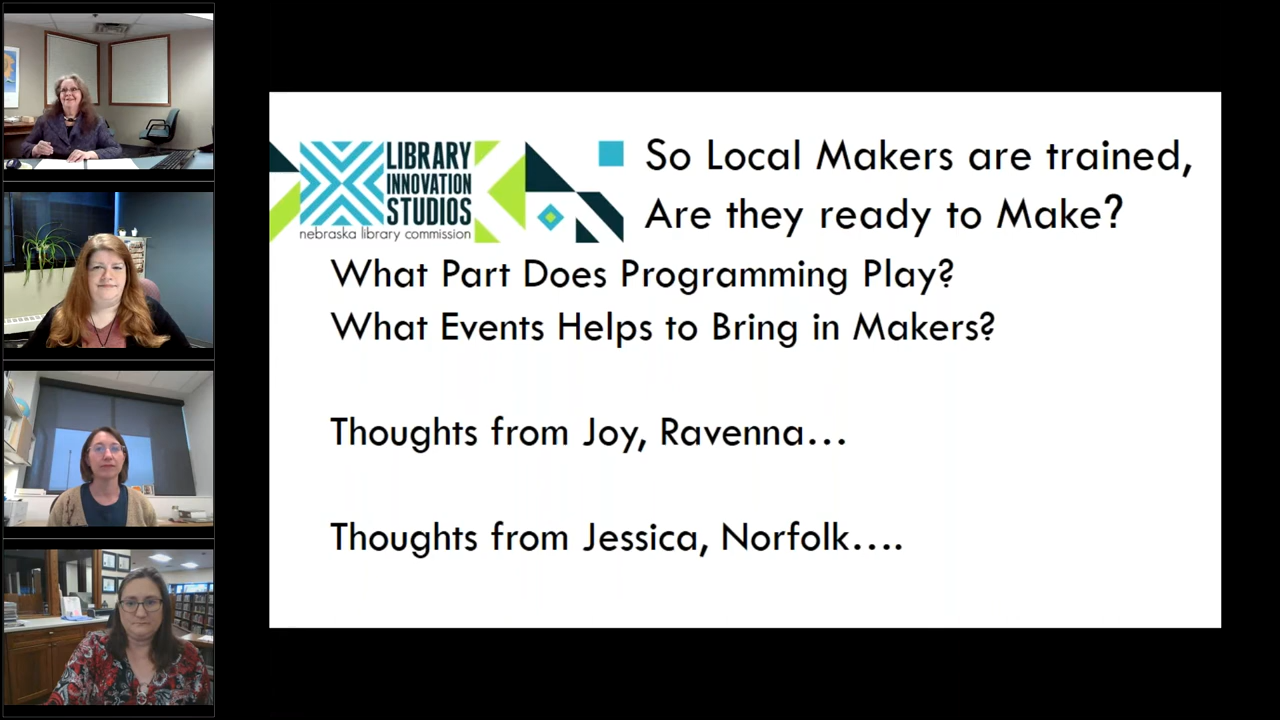 LIBRARY
INNOVATION
STUDIOS
nebraska library commission
So Local Makers are trained,
Are they ready to Make?
What Part Does Programming Play?
What Events Helps to Bring in Makers?
Thoughts from Joy, Ravenna…
Thoughts from Jessica, Norfolk….